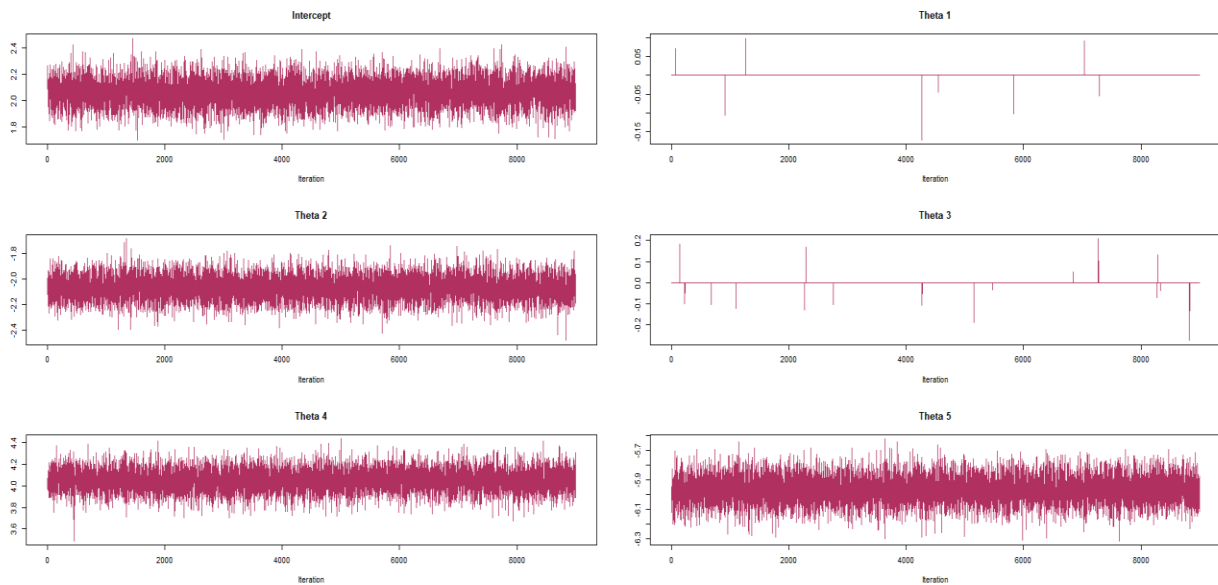 Intercept
2.4
2.2
2.0
1.8
0 2000 4000 6000 8000
Iteration
Theta 1
0.05
-0.05
-0.15
0 2000 4000 6000 8000
Iteration
Theta 2
-1.8
-2.0
-2.2
-2.4
0 2000 4000 6000 8000
Iteration
Theta 3
0.2
0.1
0.0
-0.1
-0.2
0 2000 4000 6000 8000
Iteration
Theta 4
4.4
4.2
4.0
3.8
3.6
0 2000 4000 6000 8000
Iteration
Theta 5
-5.7
-5.9
-6.1
-6.3
0 2000 4000 6000 8000
Iteration